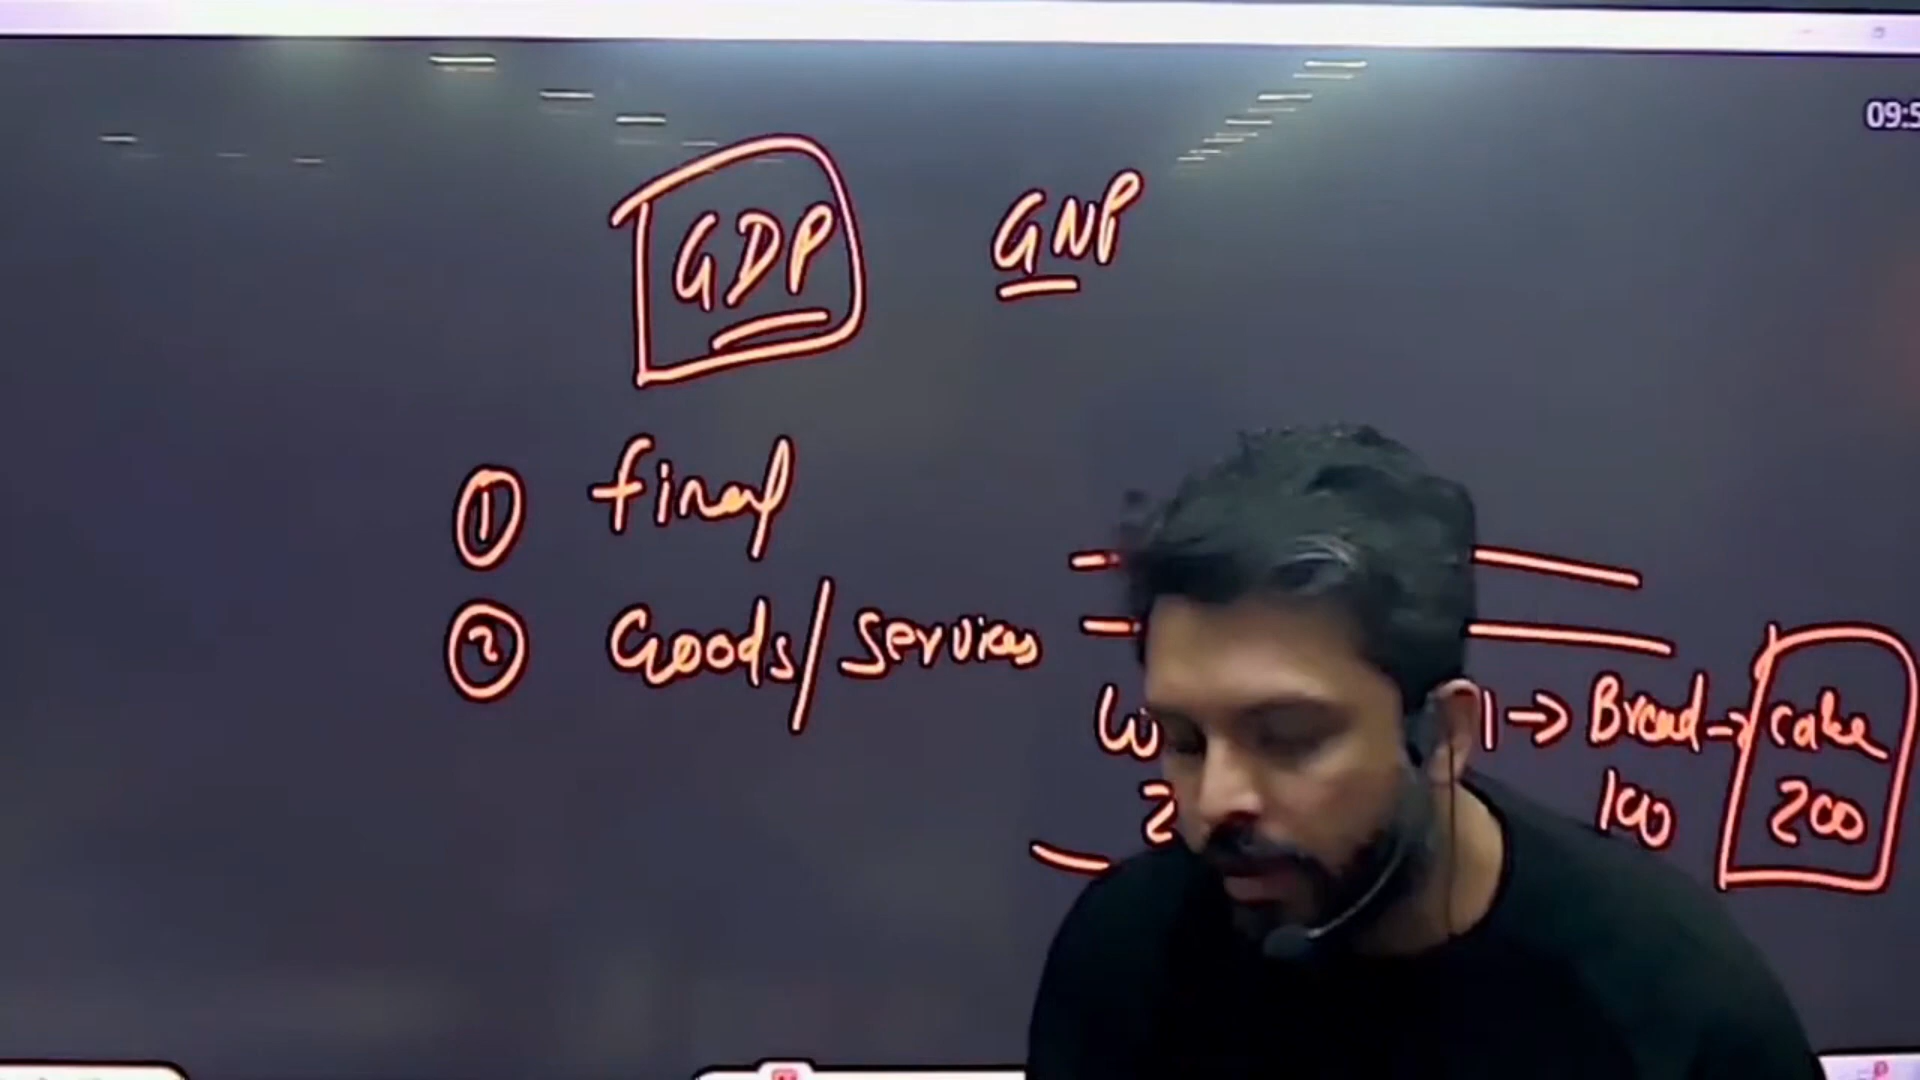 09:5
GDP GNP
① final
② Goods/services
→ Bread → cake
100 200